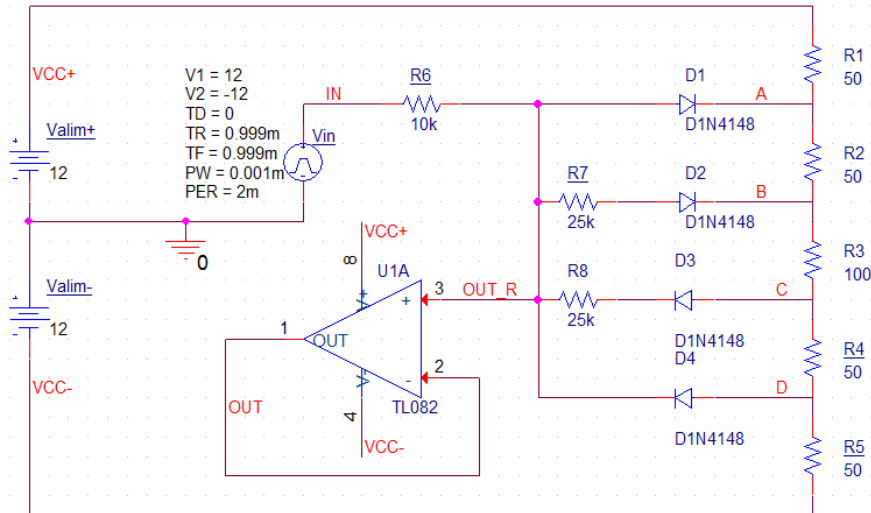 VCC+
Valim+
12
V1 = 12
V2 = -12
TD = 0
TR = 0.999m
TF = 0.999m
PW = 0.001m
PER = 2m
IN
Vin
R6
10k
D1
D1N4148
A
R1
50
R7
25k
D2
D1N4148
B
R2
50
0
VCC+
8
U1A
V+
3
+
OUT_R
R8
25k
D3
D1N4148
C
R3
100
Valim-
12
VCC-
1
OUT
2
-
V-
TL082
4
VCC-
OUT
D4
D1N4148
D
R4
50
R5
50